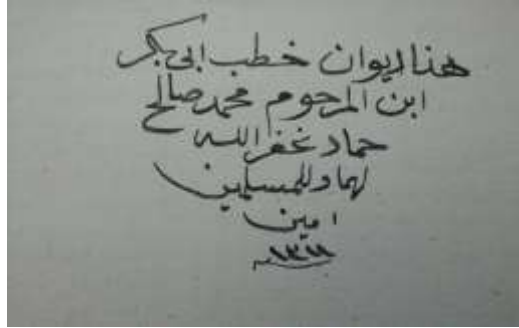 هذا ديوان خطب ابي بكر
ابن المرحوم محمد صالح
حماد غفر الله
لهما وللمسلمين
امين